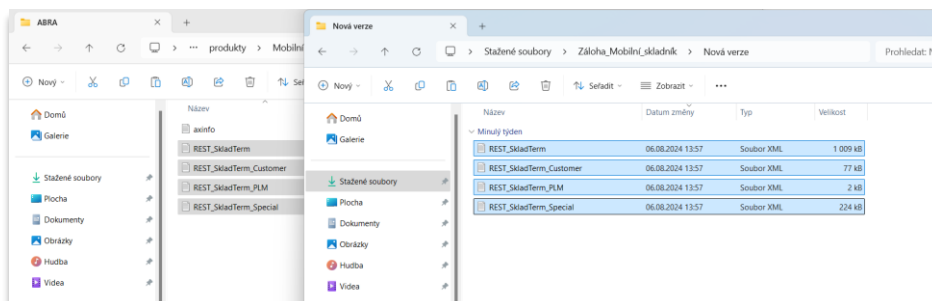 ABRA
··· produkty > Mobilní
Nový
Seř
Domů
Galerie
Stažené soubory
Plocha
Dokumenty
Obrázky
Hudba
Videa
Název
axinfo
REST_SkladTerm
REST_SkladTerm_Customer
REST_SkladTerm_PLM
REST_SkladTerm_Special
Nová verze
Stažené soubory > Záloha_Mobilní_skladník > Nová verze
Prohledat: N
Nový
Seřadit
Zobrazit
···
Domů
Galerie
Stažené soubory
Plocha
Dokumenty
Obrázky
Hudba
Videa
Název Datum změny Typ Velikost
Minulý týden
REST_SkladTerm 06.08.2024 13:57 Soubor XML 1 009 kB
REST_SkladTerm_Customer 06.08.2024 13:57 Soubor XML 77 kB
REST_SkladTerm_PLM 06.08.2024 13:57 Soubor XML 2 kB
REST_SkladTerm_Special 06.08.2024 13:57 Soubor XML 224 kB